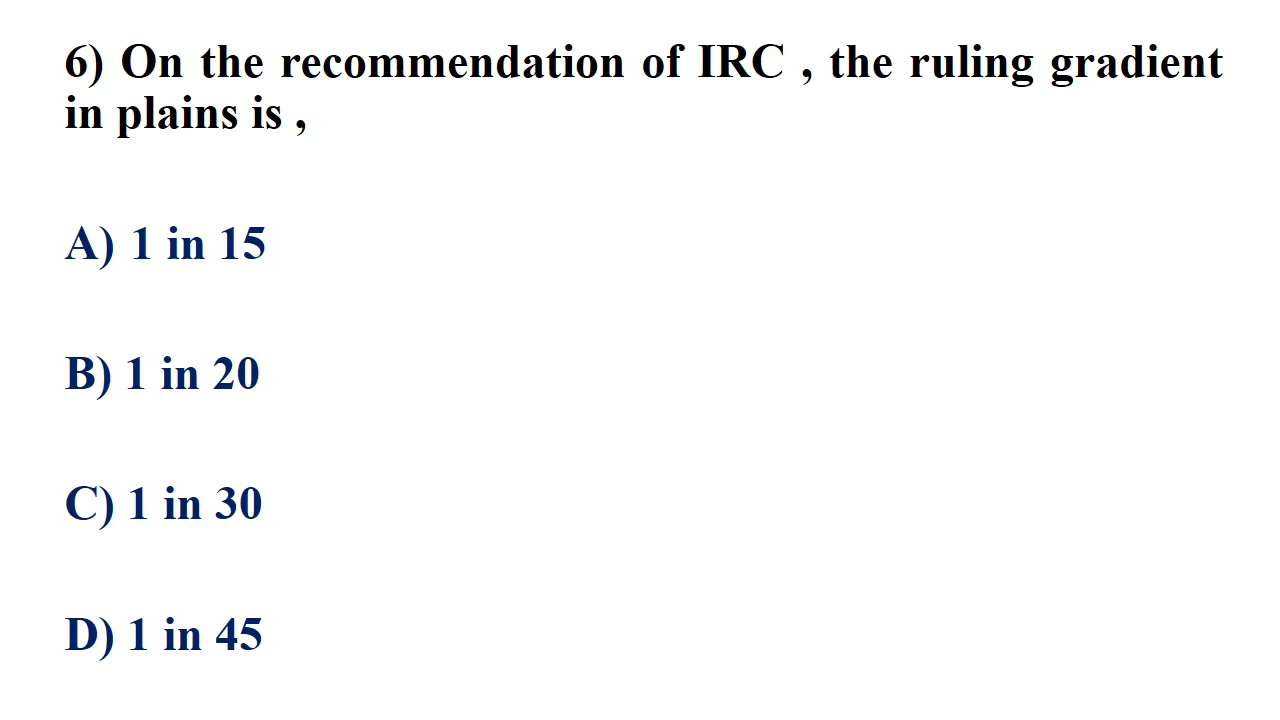 6) On the recommendation of IRC , the ruling gradient
in plains is ,
A) 1 in 15
B) 1 in 20
C) 1 in 30
D) 1 in 45